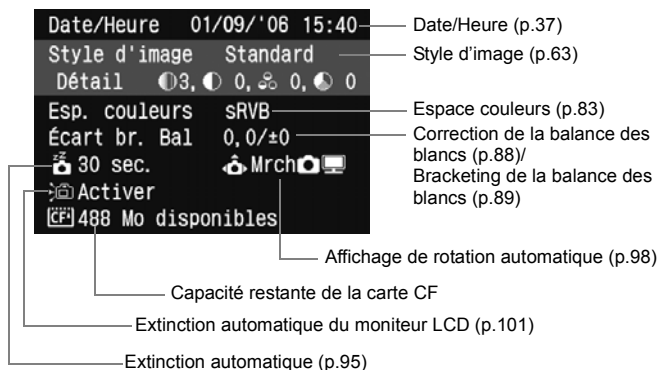 Date/Heure 01/09/'06 15:40
Date/Heure (p.37)
Style d'image Standard
Style d’image (p.63)
Détail 3, 0, 0, 0
Esp. couleurs sRVB
Espace couleurs (p.83)
Écart br. Bal 0,0/±0
Correction de la balance des
blancs (p.88)/
Bracketing de la balance des
blancs (p.89)
30 sec. Mrch
Activer
CF 488 Mo disponibles
Affichage de rotation automatique (p.98)
Capacité restante de la carte CF
Extinction automatique du moniteur LCD (p.101)
Extinction automatique (p.95)